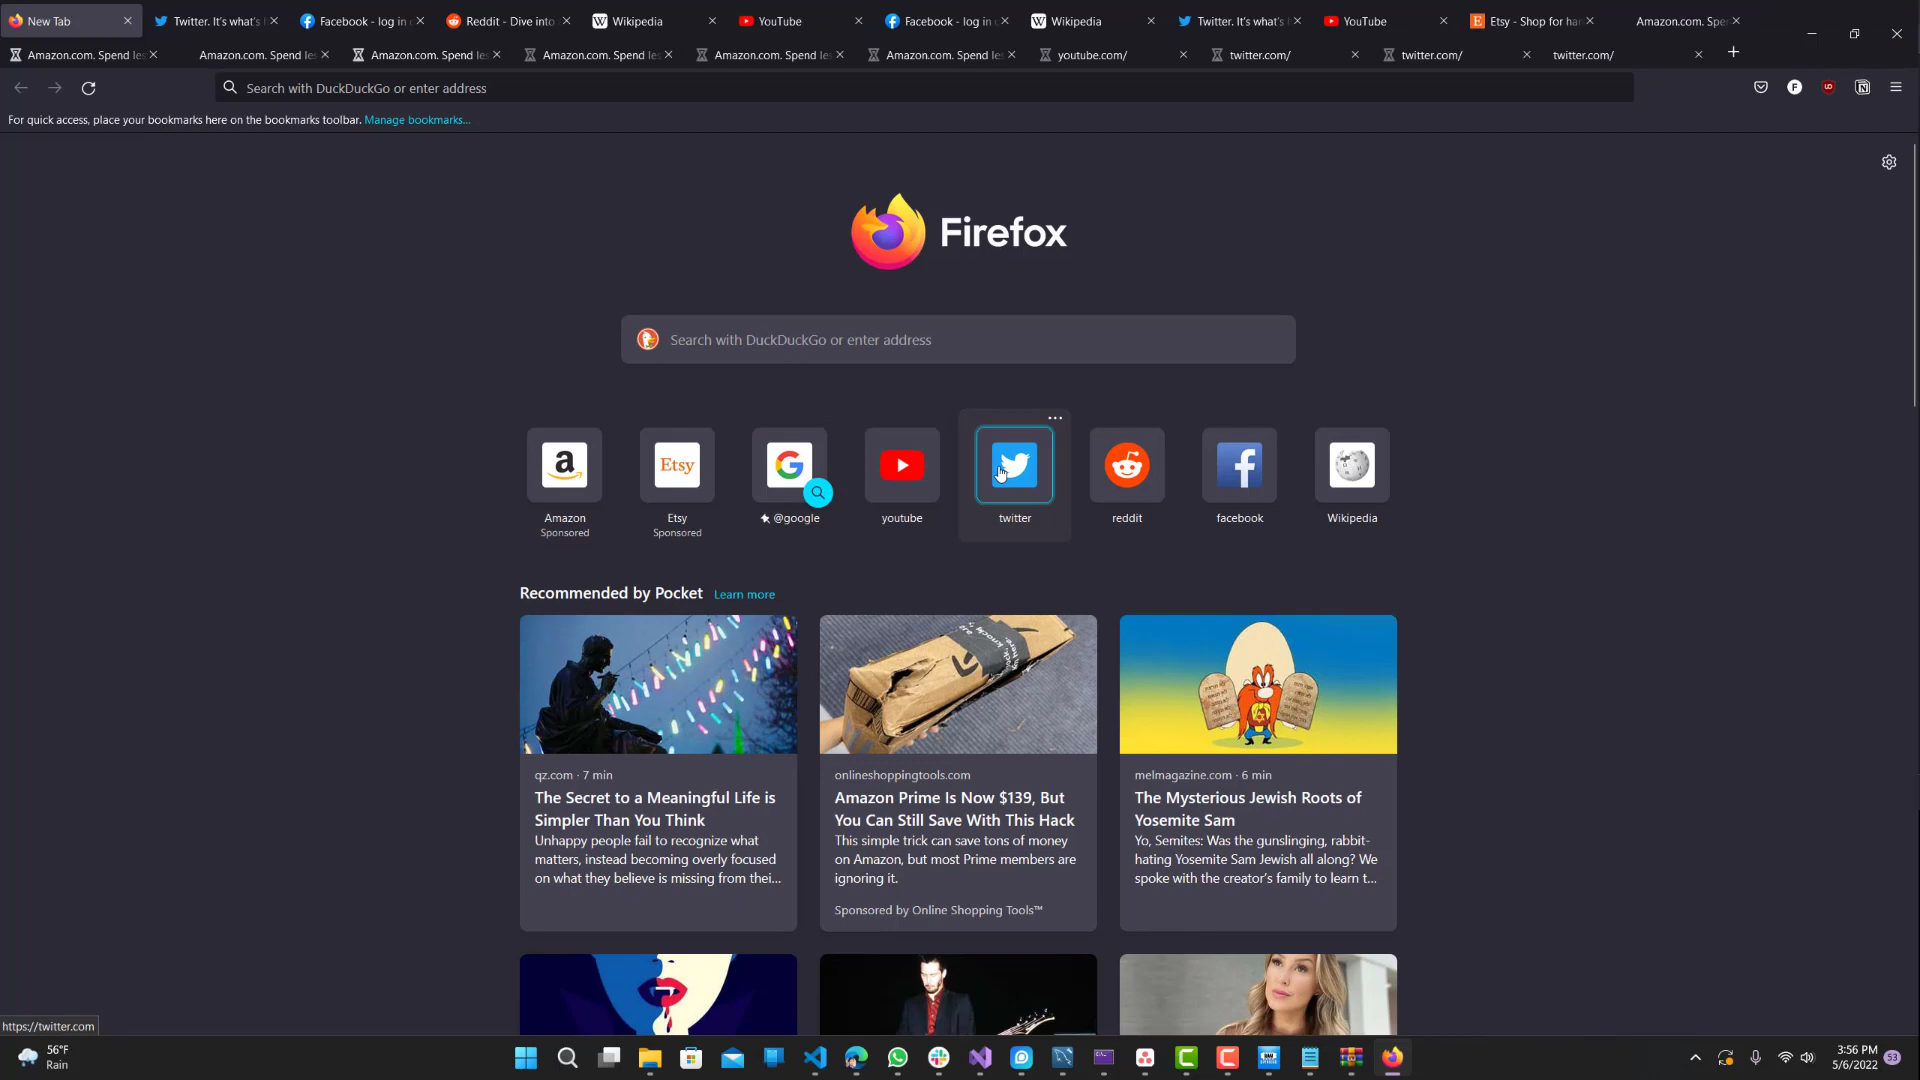 New Tab
Twitter. It's what's h
Facebook - log in o
Reddit - Dive into
Wikipedia
YouTube
Facebook - log in o
Wikipedia
Twitter. It's what's h
YouTube
Etsy - Shop for han
Amazon.com. Spe
Amazon.com. Spend les
Amazon.com. Spend les
Amazon.com. Spend les
Amazon.com. Spend les
Amazon.com. Spend les
Amazon.com. Spend les
youtube.com/
twitter.com/
twitter.com/
twitter.com/
Search with DuckDuckGo or enter address
For quick access, place your bookmarks here on the bookmarks toolbar. Manage bookmarks...
Firefox
Search with DuckDuckGo or enter address
Etsy
Amazon
Sponsored
Etsy
Sponsored
@google
youtube
twitter
reddit
facebook
Wikipedia
Recommended by Pocket Learn more
qz.com · 7 min
The Secret to a Meaningful Life is
Simpler Than You Think
Unhappy people fail to recognize what
matters, instead becoming overly focused
on what they believe is missing from thei...
onlineshoppingtools.com
Amazon Prime Is Now $139, But
You Can Still Save With This Hack
This simple trick can save tons of money
on Amazon, but most Prime members are
ignoring it.
Sponsored by Online Shopping Tools™
melmagazine.com · 6 min
The Mysterious Jewish Roots of
Yosemite Sam
Yo, Semites: Was the gunslinging, rabbit-
hating Yosemite Sam Jewish all along? We
spoke with the creator's family to learn t...
https://twitter.com
56°F
Rain
3:56 PM
5/6/2022
53